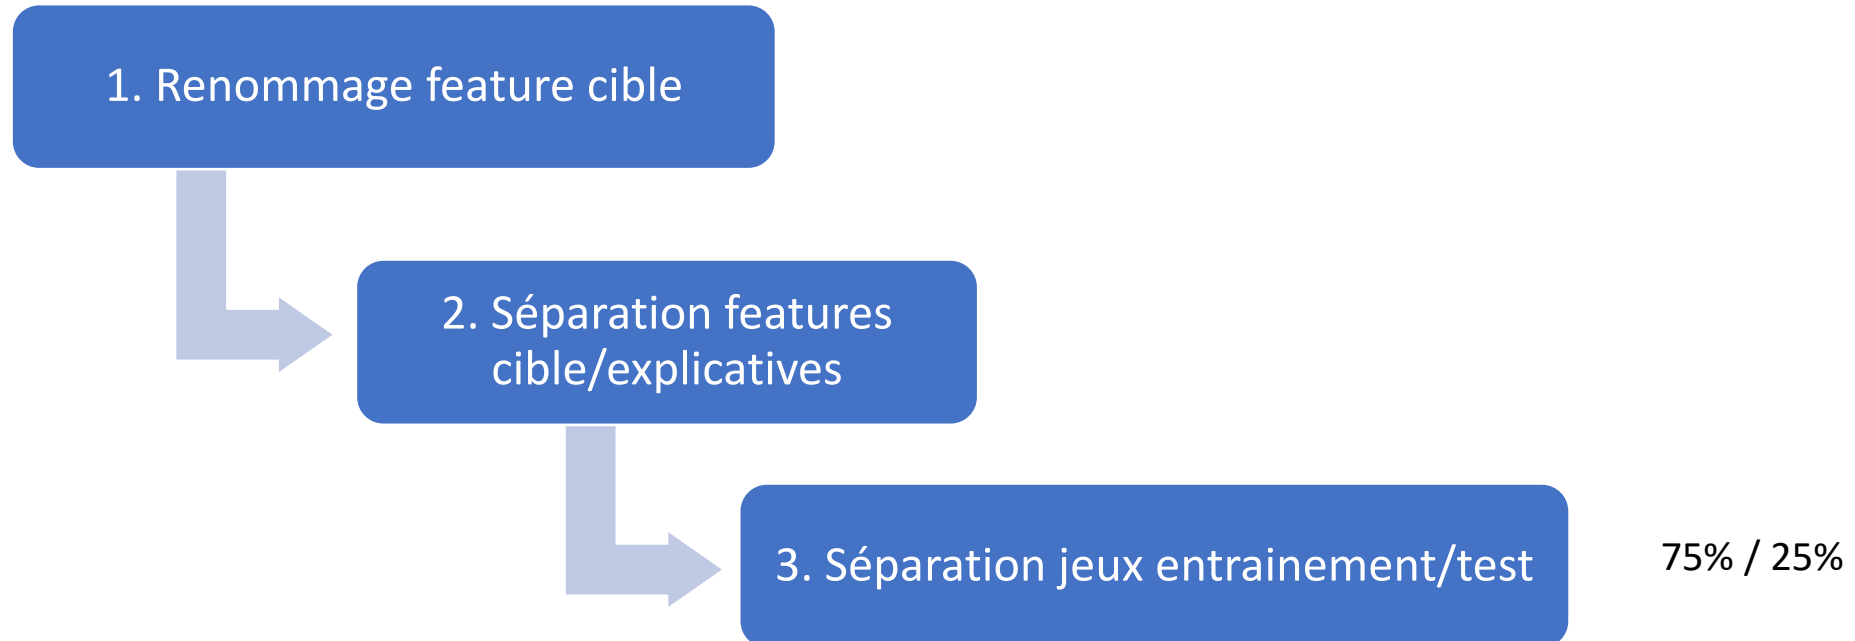 1. Renommage feature cible
2. Séparation features
cible/explicatives
3. Séparation jeux entrainement/test
75% / 25%